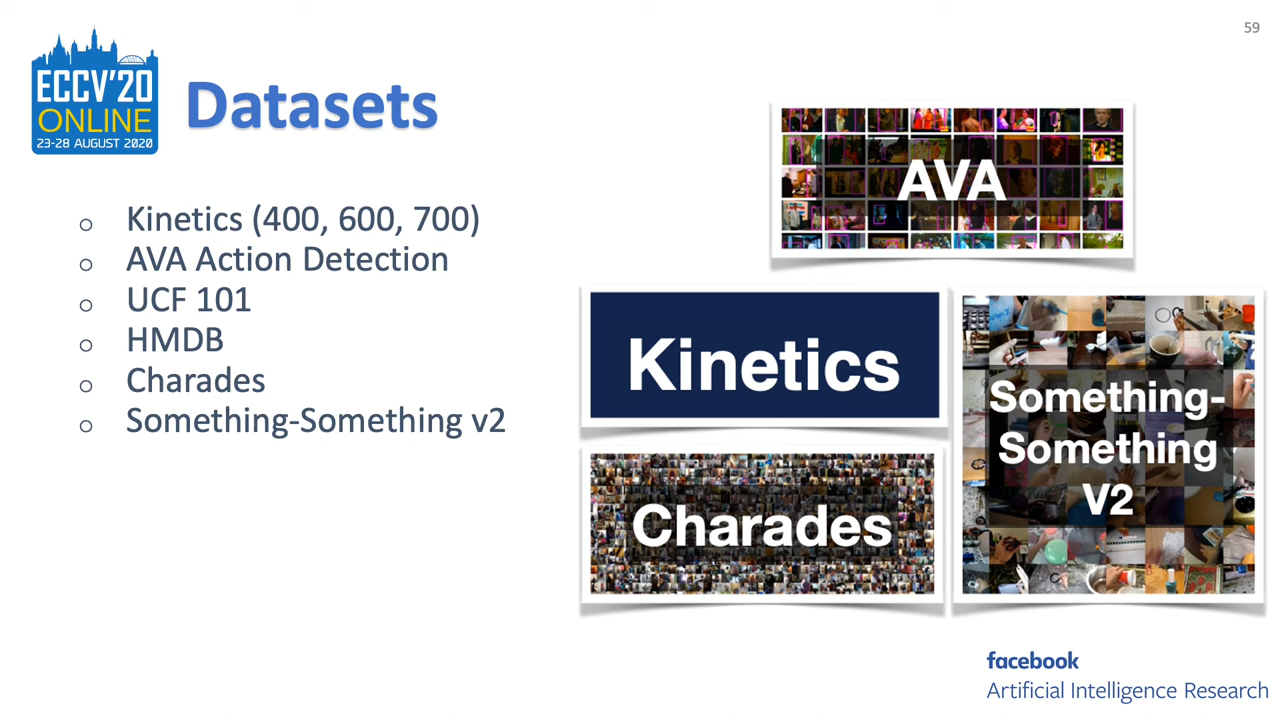 59
ECCV'20
ONLINE
23-28 AUGUST 2020
Datasets
Kinetics (400, 600, 700)
AVA Action Detection
UCF 101
HMDB
Charades
Something-Something v2
AVA
Kinetics
Something-
Something
V2
Charades
facebook
Artificial Intelligence Research